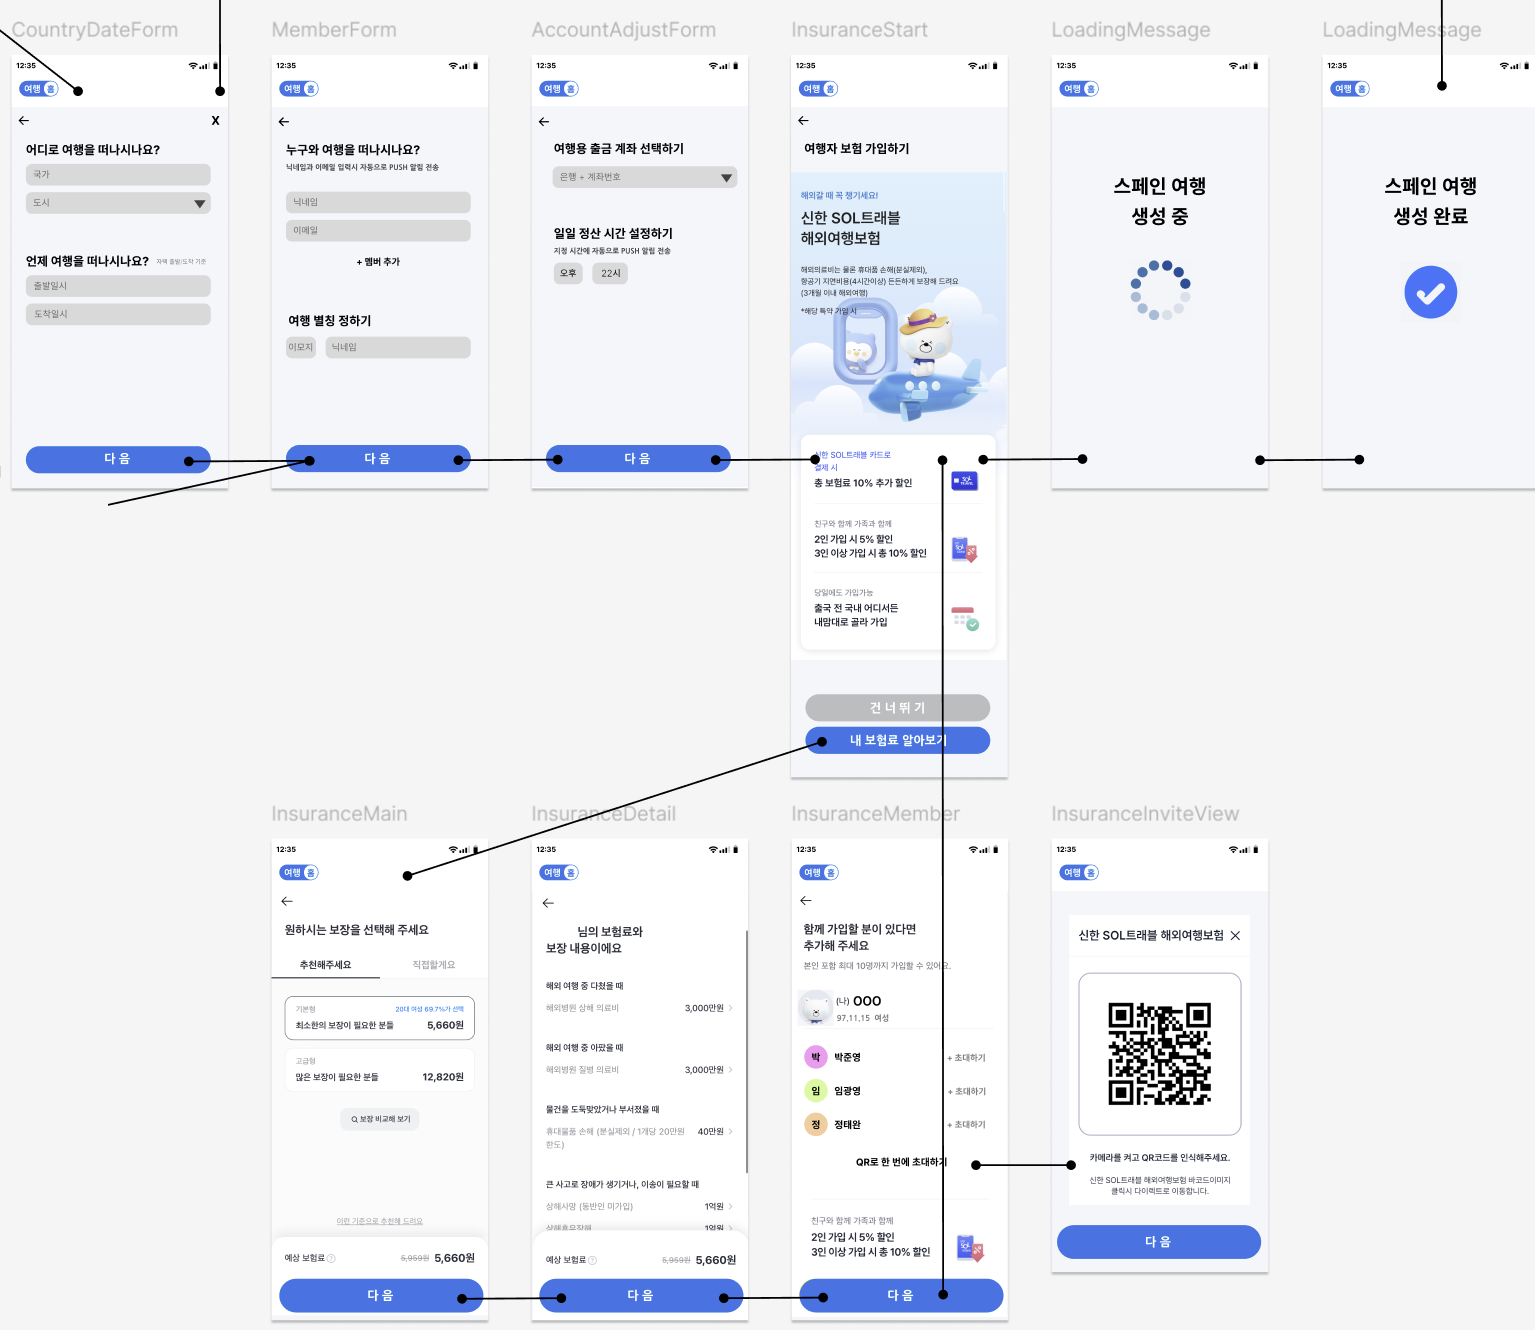 CountryDateForm
12:35
여행 홈
X
어디로 여행을 떠나시나요?
국가
도시
언제 여행을 떠나시나요?
자택 출발/도착 기준
출발일시
도착일시
다 음
MemberForm
12:35
여행 홈
누구와 여행을 떠나시나요?
닉네임과 이메일 입력시 자동으로 PUSH 알림 전송
닉네임
이메일
+ 멤버 추가
여행 별칭 정하기
이모지 닉네임
다 음
AccountAdjustForm
12:35
여행 홈
여행용 출금 계좌 선택하기
은행 + 계좌번호
일일 정산 시간 설정하기
지정 시간에 자동으로 PUSH 알림 전송
오후 22시
다 음
InsuranceStart
12:35
여행 홈
여행자 보험 가입하기
해외갈 때 꼭 챙기세요!
신한 SOL트래블
해외여행보험
해외의료비는 물론 휴대품 손해(분실제외),
항공기 지연비용(4시간이상) 든든하게 보장해 드려요
(3개월 이내 해외여행)
*해당 특약 가입 시
신한 SOL트래블 카드로
결제 시
총 보험료 10% 추가 할인
친구와 함께 가족과 함께
2인 가입 시 5% 할인
3인 이상 가입 시 총 10% 할인
당일에도 가입가능
출국 전 국내 어디서든
내맘대로 골라 가입
건 너 뛰 기
내 보험료 알아보기
LoadingMessage
12:35
여행 홈
스페인 여행
생성 중
LoadingMessage
12:35
여행 홈
스페인 여행
생성 완료
InsuranceMain
12:35
여행 홈
원하시는 보장을 선택해 주세요
추천해주세요 직접할게요
기본형 20대 여성 69.7%가 선택
최소한의 보장이 필요한 분들 5,660원
고급형
많은 보장이 필요한 분들 12,820원
보장 비교해 보기
이런 기준으로 추천해 드려요
예상 보험료 ? 5,959원 5,660원
다 음
InsuranceDetail
12:35
여행 홈
님의 보험료와
보장 내용이에요
해외 여행 중 다쳤을 때
해외병원 상해 의료비 3,000만원
해외 여행 중 아팠을 때
해외병원 질병 의료비 3,000만원
물건을 도둑맞았거나 부서졌을 때
휴대물품 손해 (분실제외 / 1개당 20만원 40만원
한도)
큰 사고로 장애가 생기거나, 이송이 필요할 때
상해사망 (동반인 미가입) 1억원
상해후유장해 1억원
예상 보험료 ? 5,959원 5,660원
다 음
InsuranceMember
12:35
여행 홈
함께 가입할 분이 있다면
추가해 주세요
본인 포함 최대 10명까지 가입할 수 있어요.
(나) OOO
97.11.15 여성
박 박준영 + 초대하기
임 임광영 + 초대하기
정 정태완 + 초대하기
QR로 한 번에 초대하기
친구와 함께 가족과 함께
2인 가입 시 5% 할인
3인 이상 가입 시 총 10% 할인
다 음
InsuranceInviteView
12:35
여행 홈
신한 SOL트래블 해외여행보험
카메라를 켜고 QR코드를 인식해주세요.
신한 SOL트래블 해외여행보험 바코드이미지
클릭시 다이렉트로 이동합니다.
다 음